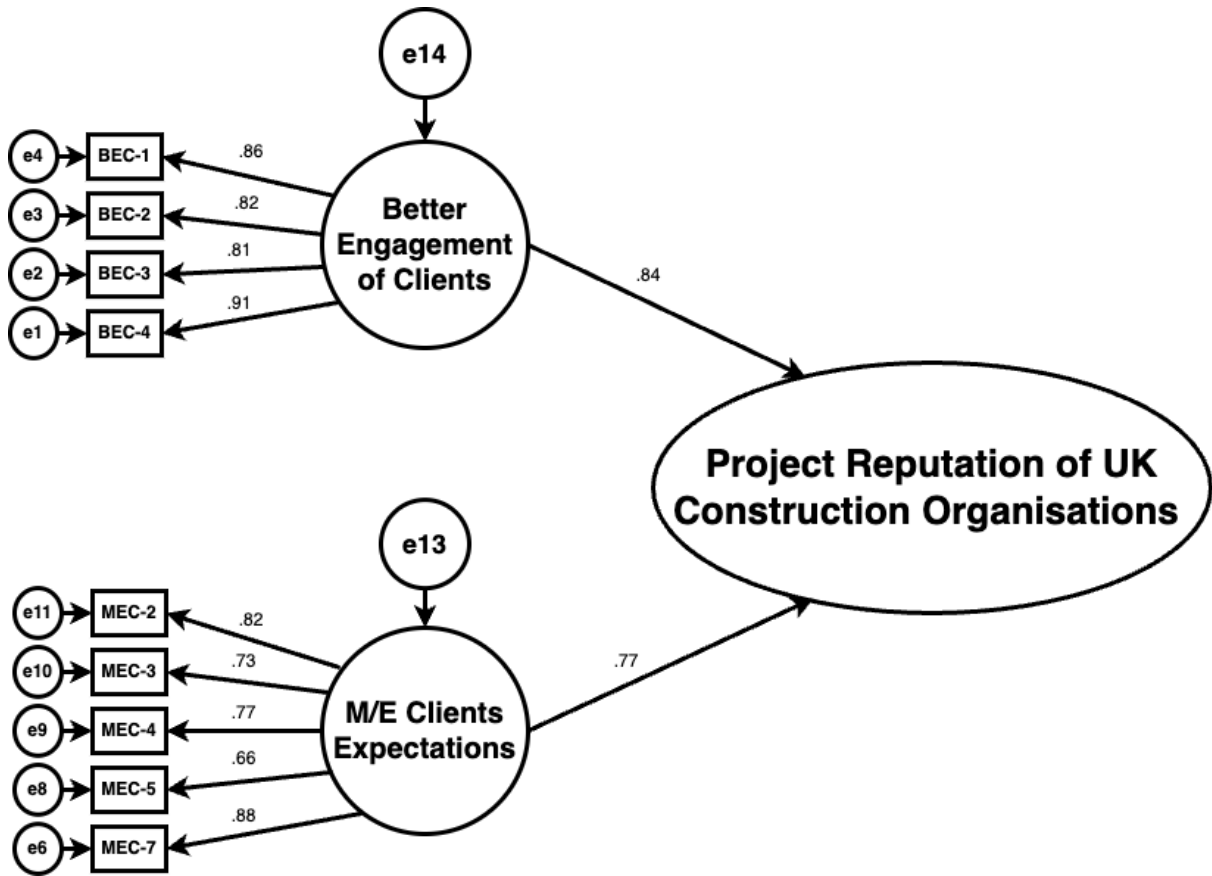 e14
e4
BEC-1
.86
e3
BEC-2
.82
e2
BEC-3
.81
e1
BEC-4
.91
Better
Engagement
of Clients
.84
Project Reputation of UK
Construction Organisations
e13
e11
MEC-2
.82
e10
MEC-3
.73
e9
MEC-4
.77
e8
MEC-5
.66
e6
MEC-7
.88
M/E Clients
Expectations
.77